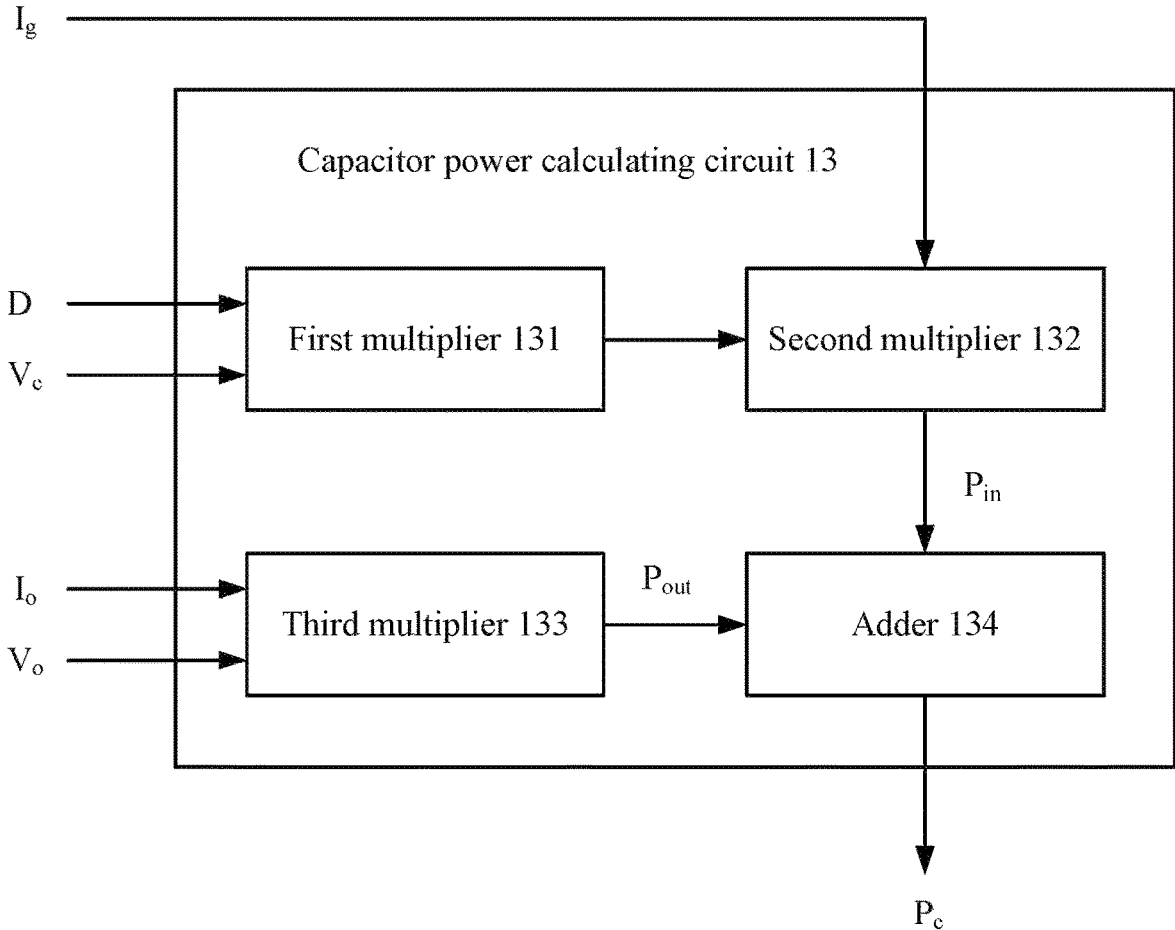 I_g
Capacitor power calculating circuit 13
D
V_c
First multiplier 131
Second multiplier 132
P_in
I_o
V_o
Third multiplier 133
P_out
Adder 134
P_c